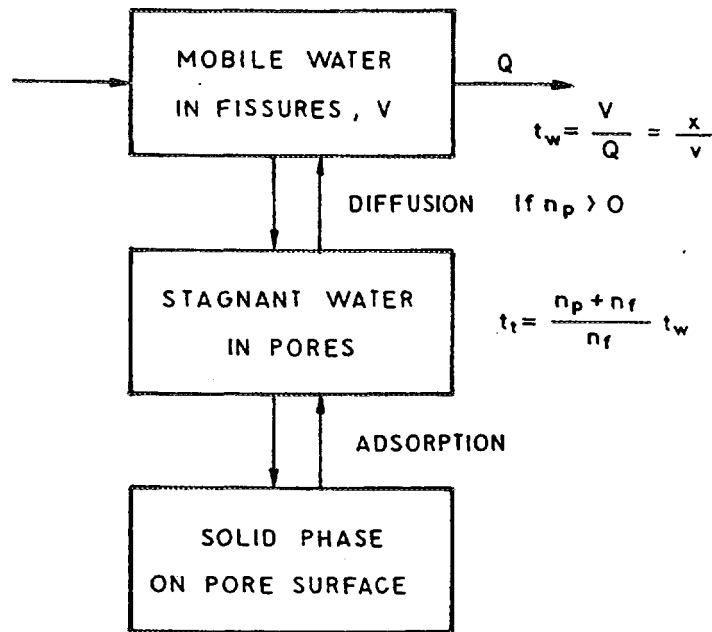 MOBILE WATER
IN FISSURES, V
Q
t_w = V/Q = x/v
DIFFUSION If n_p > 0
STAGNANT WATER
IN PORES
t_t = (n_p + n_f)/n_f t_w
ADSORPTION
SOLID PHASE
ON PORE SURFACE